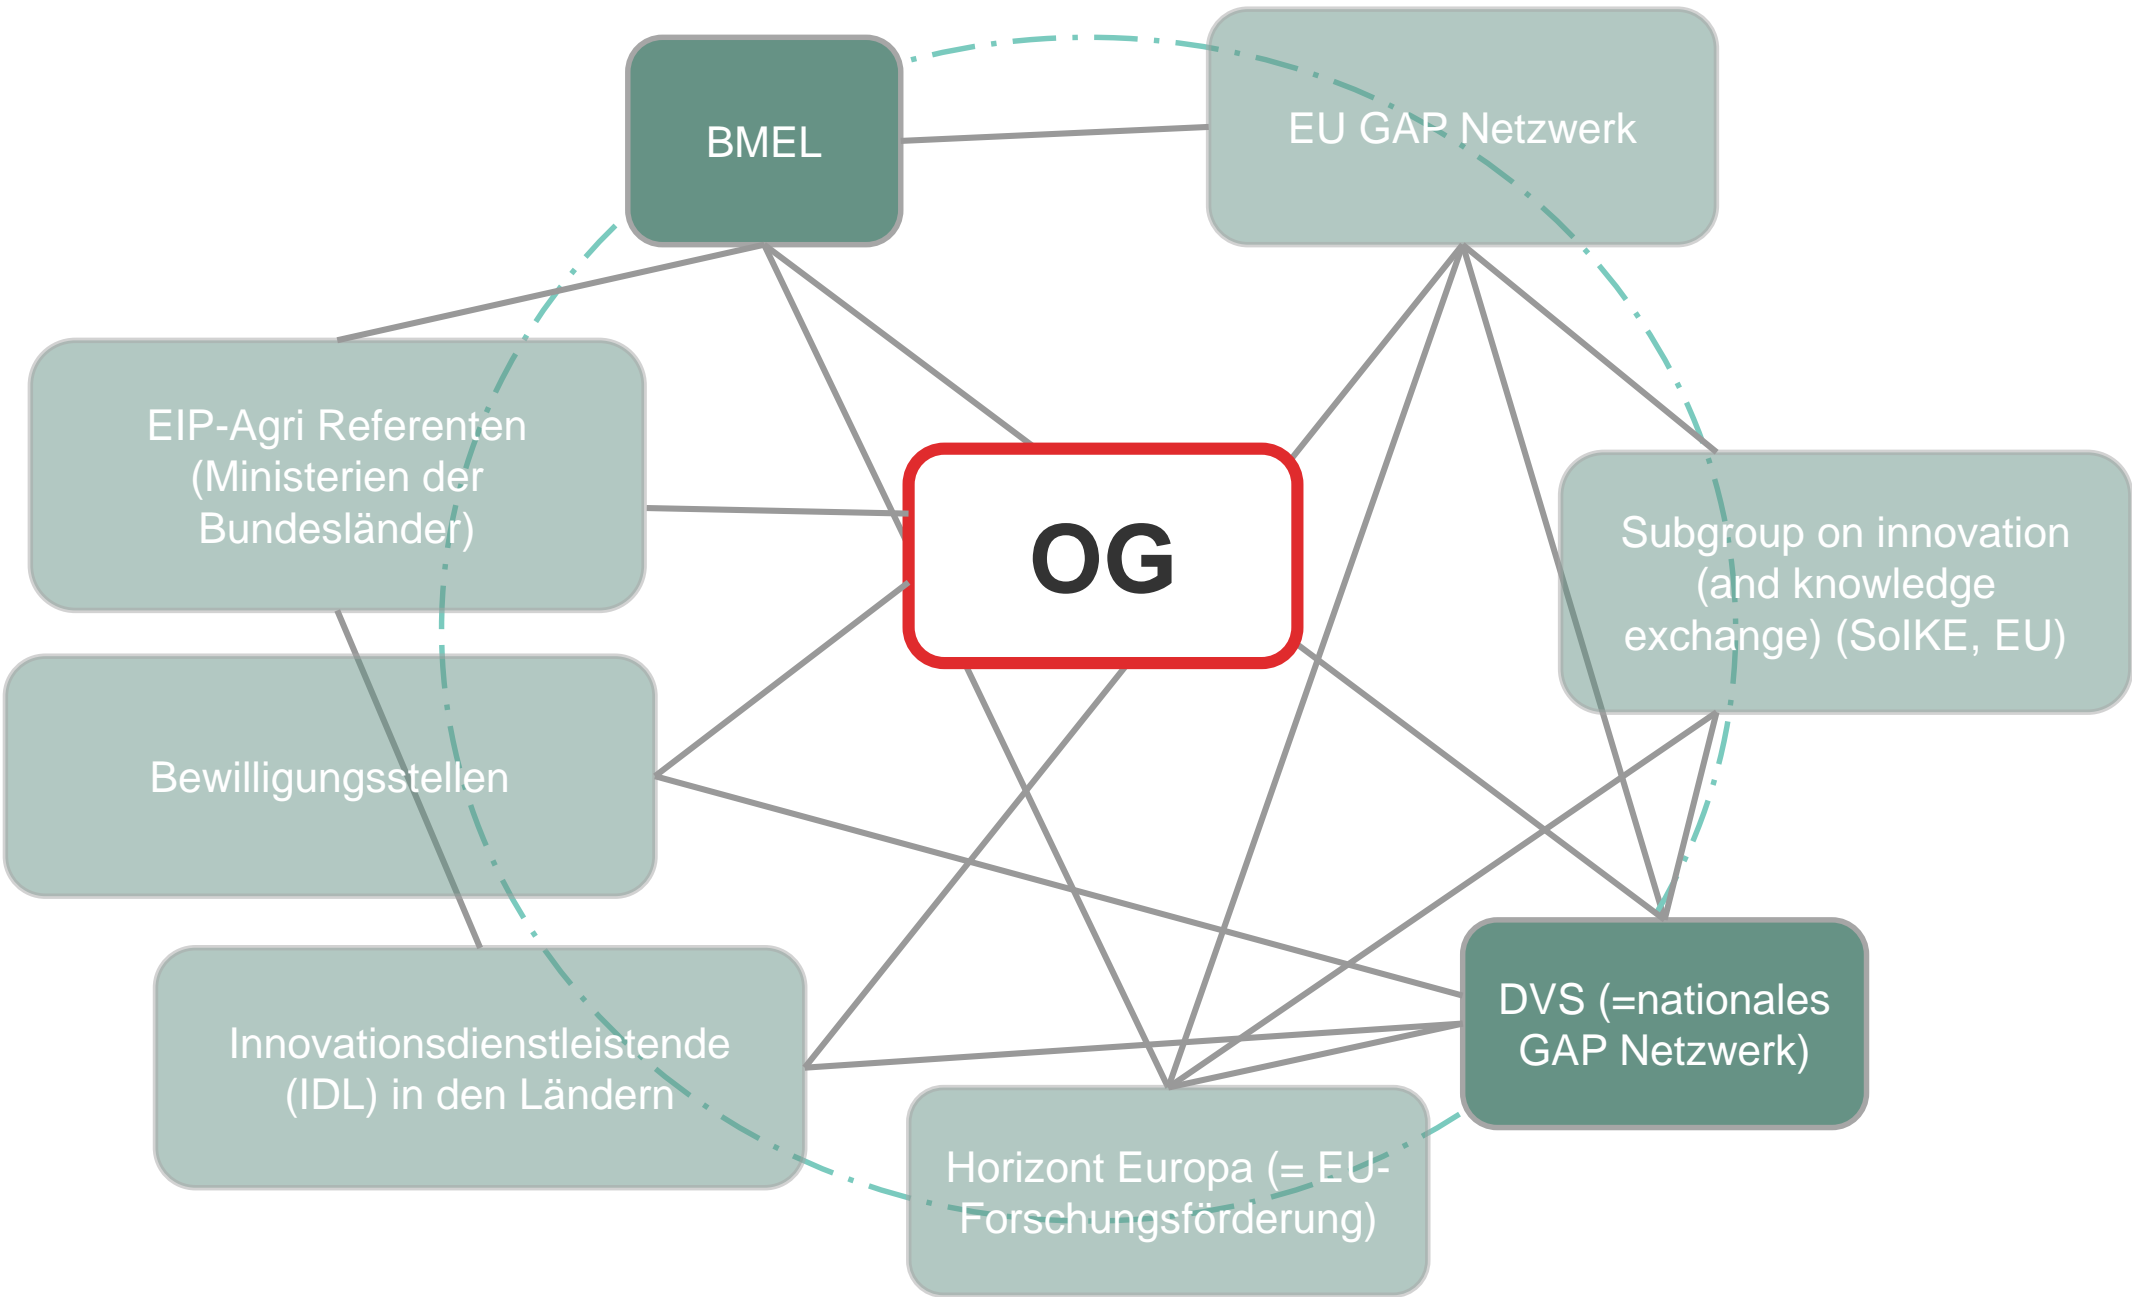 BMEL
EU GAP Netzwerk
EIP-Agri Referenten
(Ministerien der
Bundesländer)
OG
Subgroup on innovation
(and knowledge
exchange) (SoIKE, EU)
Bewilligungsstellen
DVS (=nationales
GAP Netzwerk)
Innovationsdienstleistende
(IDL) in den Ländern
Horizont Europa (= EU-
Forschungsförderung)